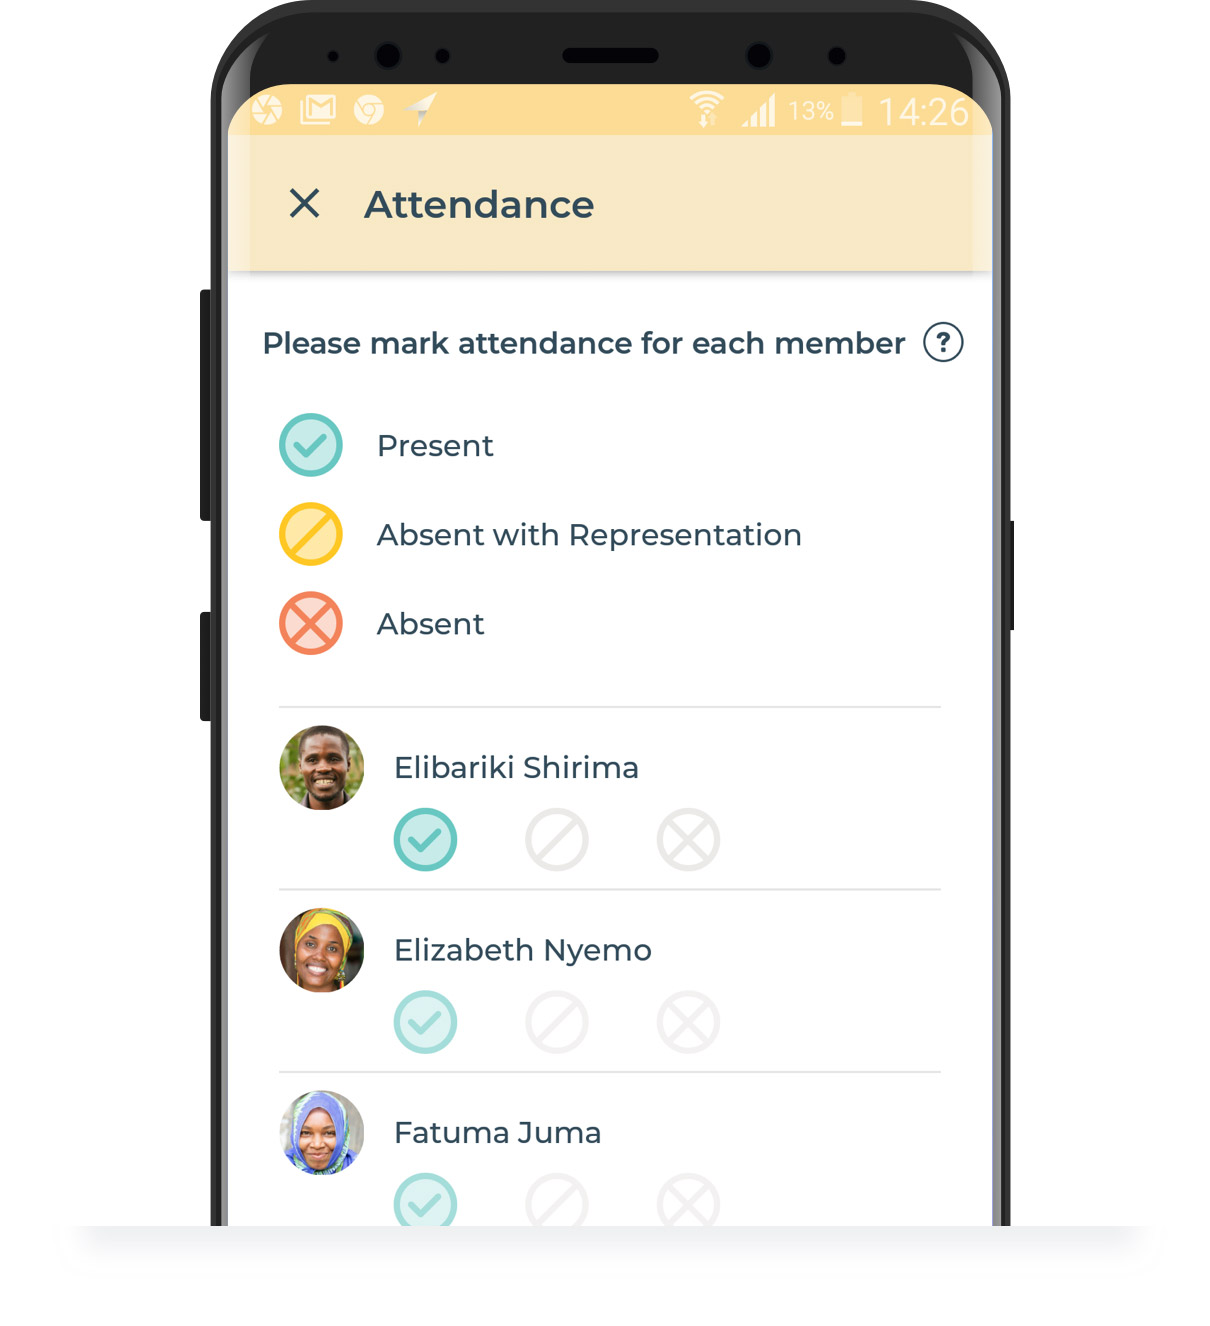 13% 14:26
Attendance
Please mark attendance for each member ?
Present
Absent with Representation
Absent
Elibariki Shirima
Elizabeth Nyemo
Fatuma Juma